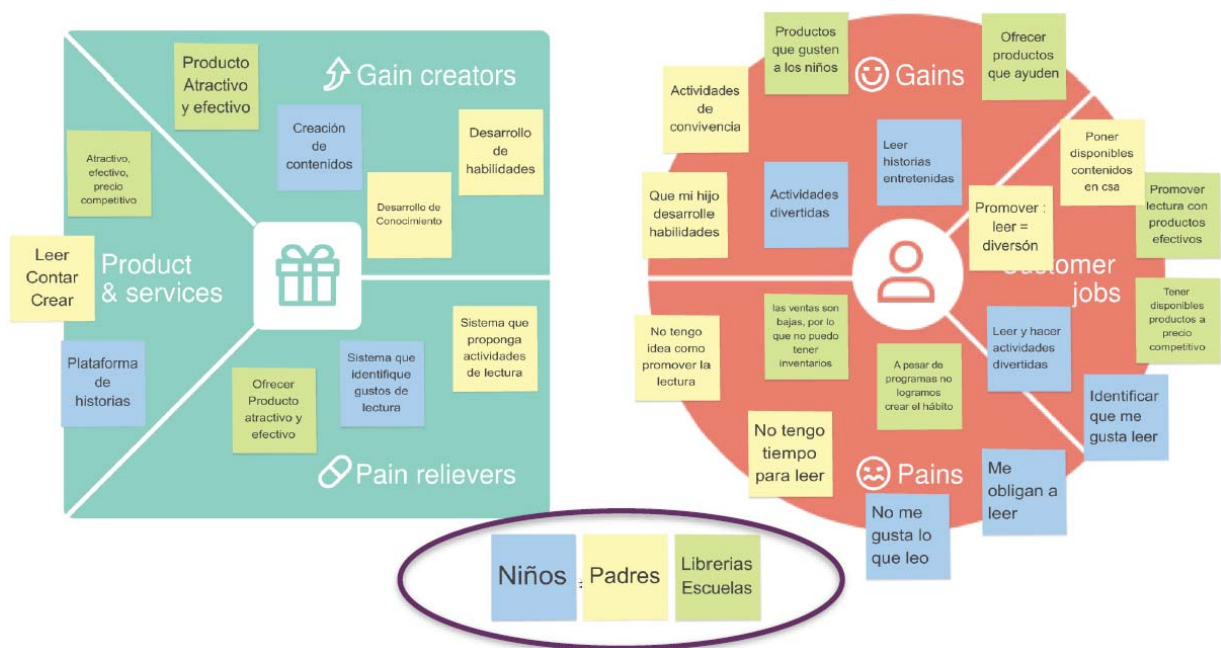 Producto
Atractivo
y efectivo
Gain creators
Creación
de
contenidos
Desarrollo
de
habilidades
Atractivo,
efectivo,
precio
competitivo
Desarrollo de
Conocimiento
Leer
Contar
Crear
Product
& services
Plataforma
de
historias
Ofrecer
Producto
atractivo y
efectivo
Sistema que
identifique
gustos de
lectura
Sistema que
proponga
actividades
de lectura
Pain relievers
Productos
que gusten
a los niños
Ofrecer
productos
que ayuden
Gains
Actividades
de
convivencia
Leer
historias
entretenidas
Poner
disponibles
contenidos
en csa
Que mi hijo
desarrolle
habilidades
Actividades
divertidas
Promover :
leer =
diversón
Promover
lectura con
productos
efectivos
Customer
jobs
No tengo
idea como
promover la
lectura
las ventas son
bajas, por lo
que no puedo
tener
inventarios
A pesar de
programas no
logramos
crear el hábito
Leer y hacer
actividades
divertidas
Tener
disponibles
productos a
precio
competitivo
Identificar
que me
gusta leer
No tengo
tiempo
para leer
Pains
No me
gusta lo
que leo
Me
obligan a
leer
Niños
Padres
Librerias
Escuelas